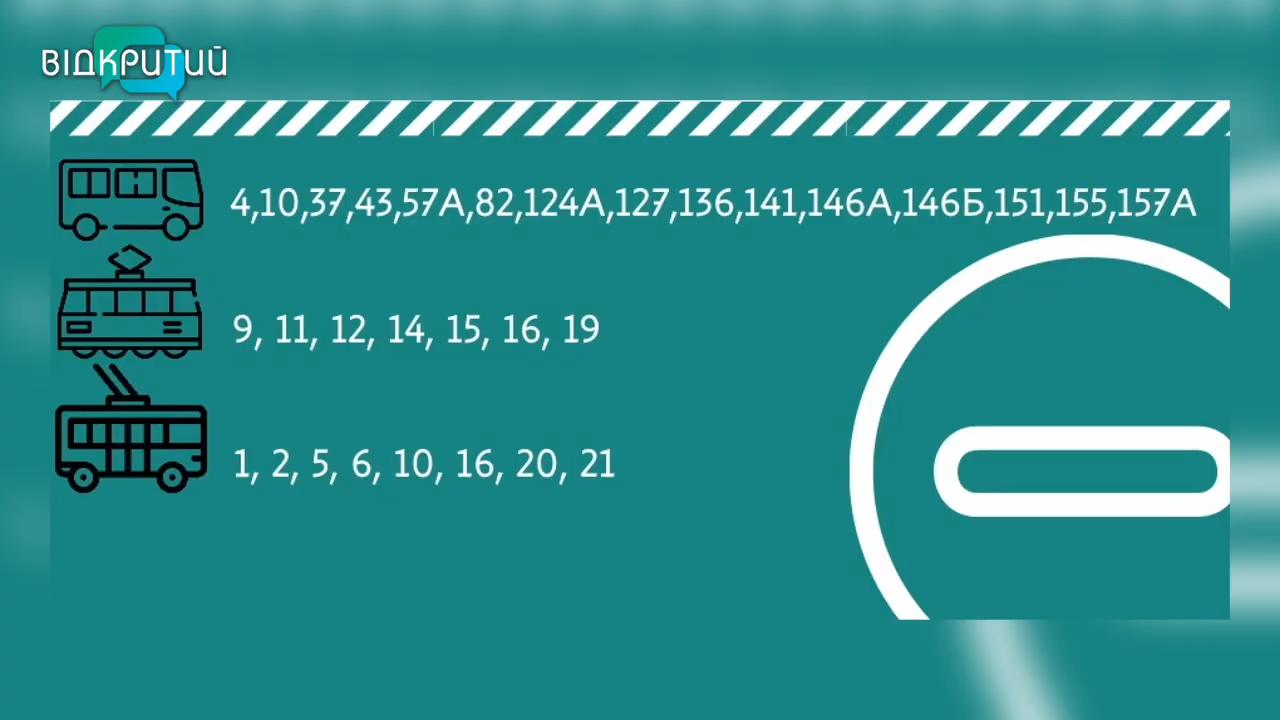 ВІДКРИТИЙ
4,10,37,43,57А,82,124А,127,136,141,146А,146Б,151,155,157А
9, 11, 12, 14, 15, 16, 19
1, 2, 5, 6, 10, 16, 20, 21